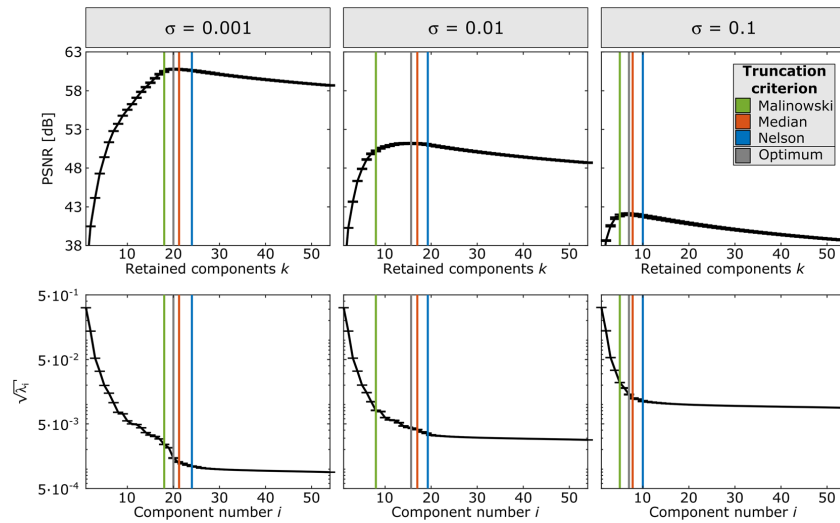 σ = 0.001
σ = 0.01
σ = 0.1
PSNR [dB]
63
58
53
48
43
38
10 20 30 40 50
Retained components k
10 20 30 40 50
Retained components k
10 20 30 40 50
Retained components k
Truncation
criterion
Malinowski
Median
Nelson
Optimum
√λi
5·10⁻¹
5·10⁻²
5·10⁻³
5·10⁻⁴
10 20 30 40 50
Component number i
10 20 30 40 50
Component number i
10 20 30 40 50
Component number i